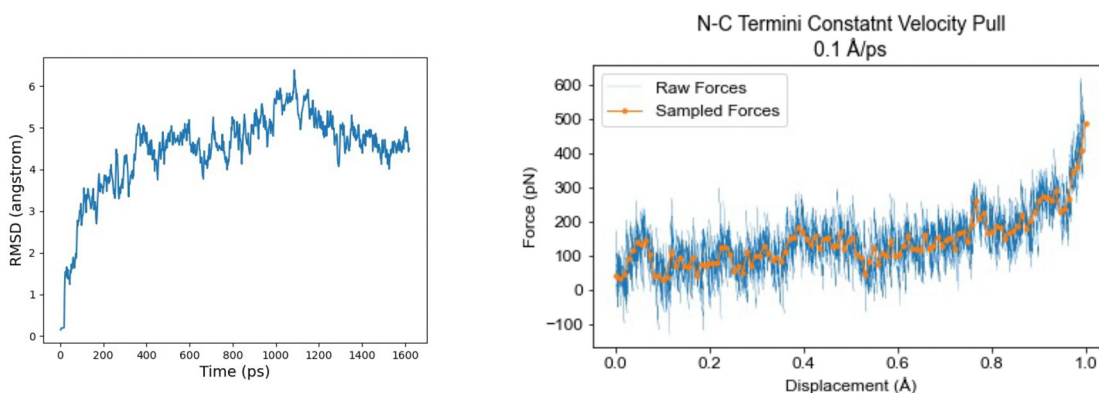 RMSD (angstrom)
6
5
4
3
2
1
0
0 200 400 600 800 1000 1200 1400 1600
Time (ps)
N-C Termini Constatnt Velocity Pull
0.1 Å/ps
Raw Forces
Sampled Forces
Force (pN)
600
500
400
300
200
100
0
−100
0.0 0.2 0.4 0.6 0.8 1.0
Displacement (Å)